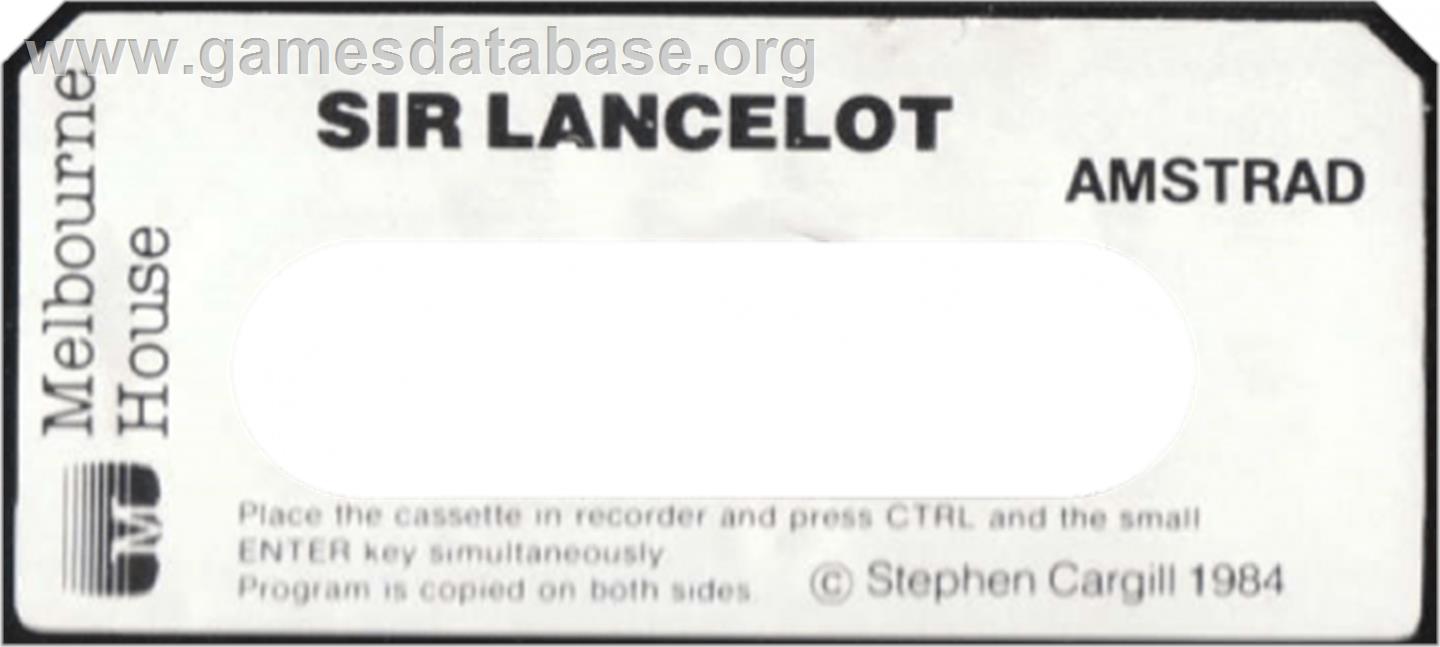 www.gamesdatabase.org
Melbourne
House
SIR LANCELOT
AMSTRAD
M
Place the cassette in recorder and press CTRL and the small
ENTER key simultaneously
Program is copied on both sides.
© Stephen Cargill 1984